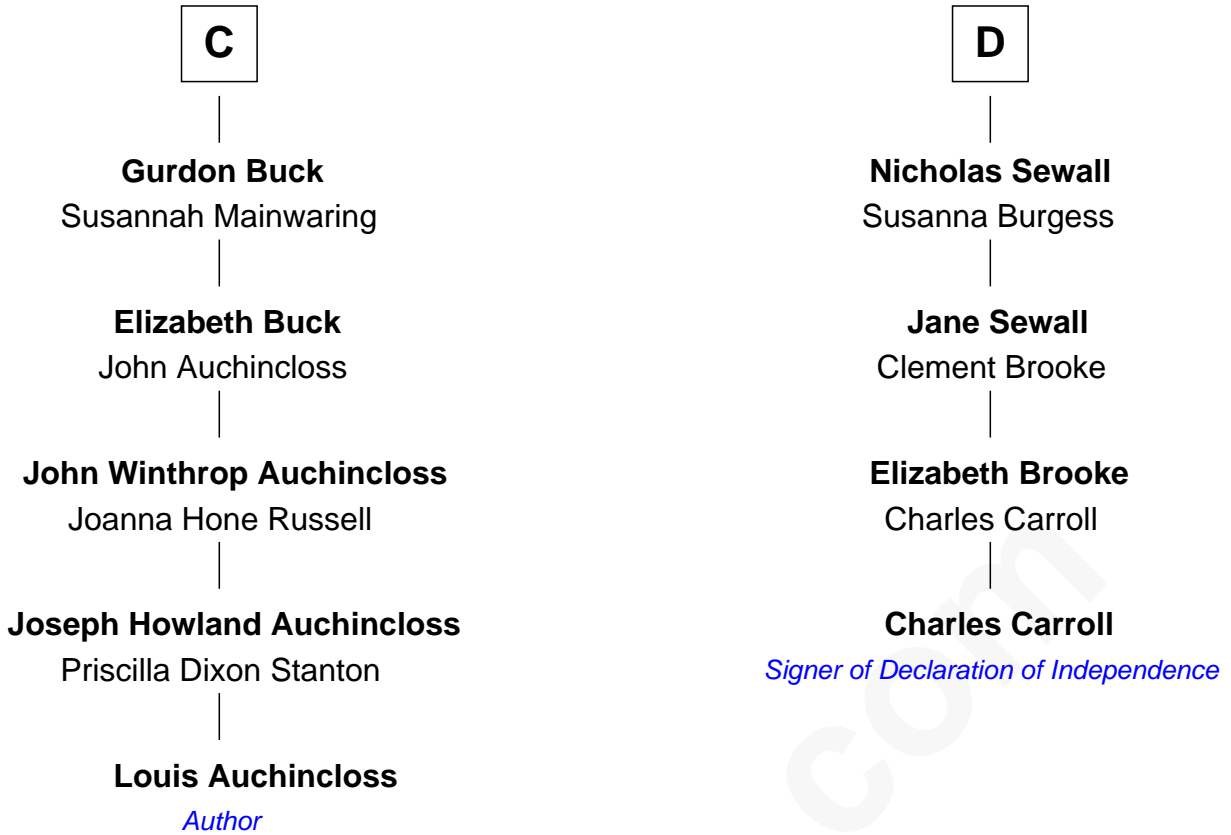 C
Gurdon Buck
Susannah Mainwaring
Elizabeth Buck
John Auchincloss
John Winthrop Auchincloss
Joanna Hone Russell
Joseph Howland Auchincloss
Priscilla Dixon Stanton
Louis Auchincloss
Author
D
Nicholas Sewall
Susanna Burgess
Jane Sewall
Clement Brooke
Elizabeth Brooke
Charles Carroll
Charles Carroll
Signer of Declaration of Independence
com